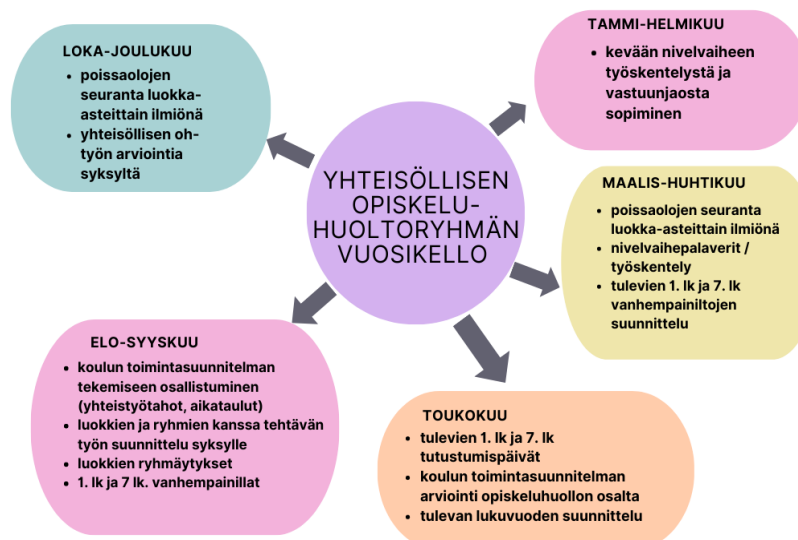 LOKA-JOULUKUU
• poissaolojen
seuranta luokka-
asteittain ilmiönä
• yhteisöllisen oh-
työn arviointia
syksyltä
TAMMI-HELMIKUU
• kevään nivelvaiheen
työskentelystä ja
vastuunjaosta
sopiminen
YHTEISÖLLISEN
OPISKELU-
HUOLTORYHMÄN
VUOSIKELLO
MAALIS-HUHTIKUU
• poissaolojen seuranta
luokka-asteittain ilmiönä
• nivelvaihepalaverit /
työskentely
• tulevien 1. lk ja 7. lk
vanhempainiltojen
suunnittelu
ELO-SYYSKUU
• koulun toimintasuunnitelman
tekemiseen osallistuminen
(yhteistyötahot, aikataulut)
• luokkien ja ryhmien kanssa tehtävän
työn suunnittelu syksylle
• luokkien ryhmäytykset
• 1. lk ja 7 lk. vanhempainillat
TOUKOKUU
• tulevien 1. lk ja 7. lk
tutustumispäivät
• koulun toimintasuunnitelman
arviointi opiskeluhuollon osalta
• tulevan lukuvuoden suunnittelu